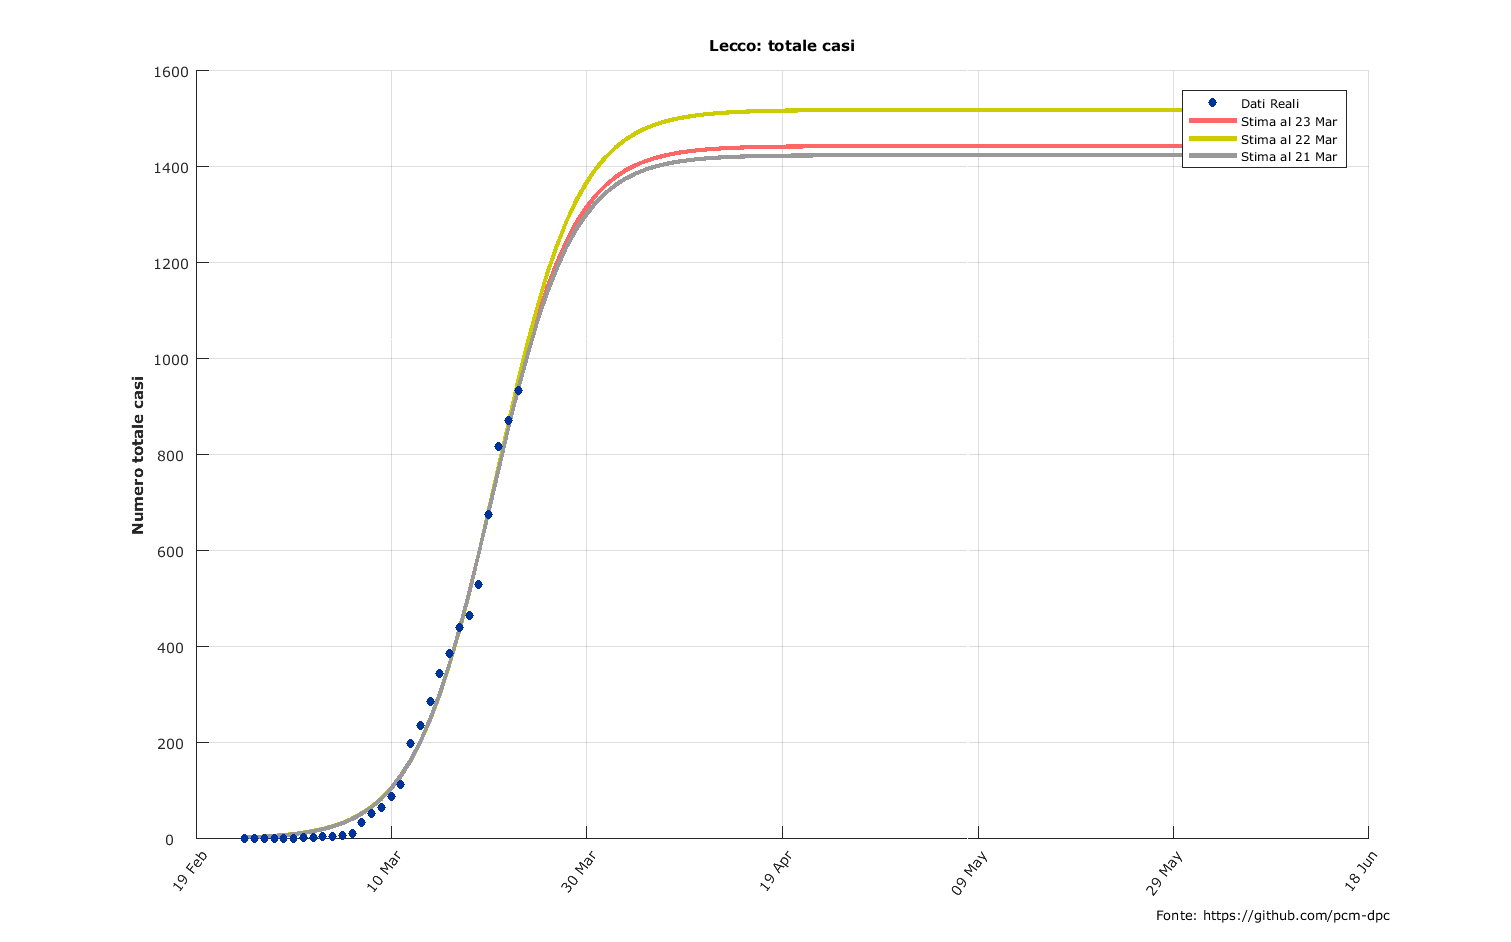 Lecco: totale casi
1600
1400
1200
1000
800
600
400
200
0
Numero totale casi
Dati Reali
Stima al 23 Mar
Stima al 22 Mar
Stima al 21 Mar
19 Feb
10 Mar
30 Mar
19 Apr
09 May
29 May
18 Jun
Fonte: https://github.com/pcm-dpc